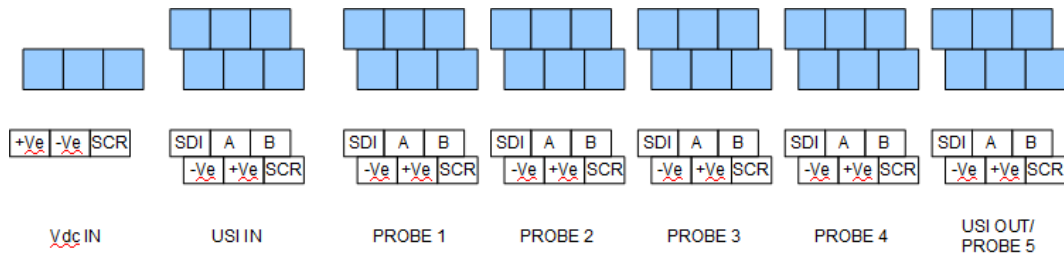 +Ve -Ve SCR SDI A B SDI A B SDI A B SDI A B SDI A B SDI A B
-Ve +Ve SCR -Ve +Ve SCR -Ve +Ve SCR -Ve +Ve SCR -Ve +Ve SCR -Ve +Ve SCR
Vdc IN USI IN PROBE 1 PROBE 2 PROBE 3 PROBE 4 USI OUT/
PROBE 5